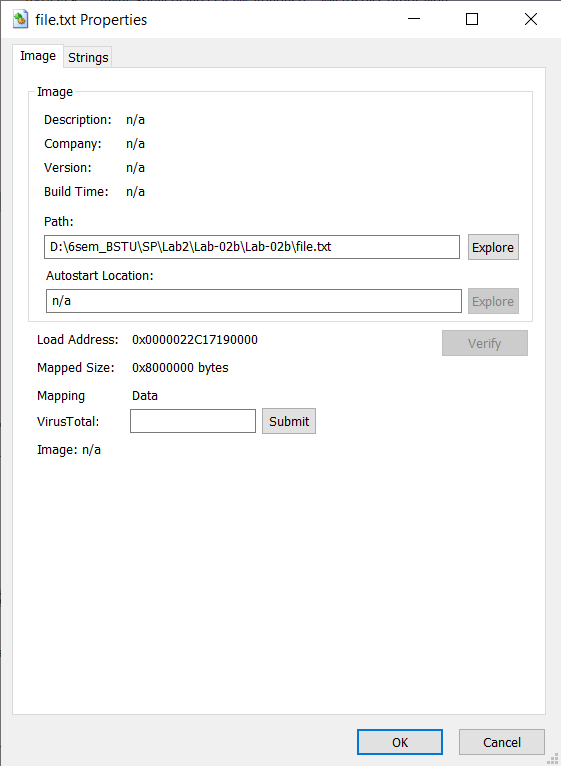 file.txt Properties
Image Strings
Image
Description: n/a
Company: n/a
Version: n/a
Build Time: n/a
Path:
D:\6sem_BSTU\SP\Lab2\Lab-02b\Lab-02b\file.txt Explore
Autostart Location:
n/a Explore
Load Address: 0x0000022C17190000 Verify
Mapped Size: 0x8000000 bytes
Mapping Data
VirusTotal: Submit
Image: n/a
OK Cancel